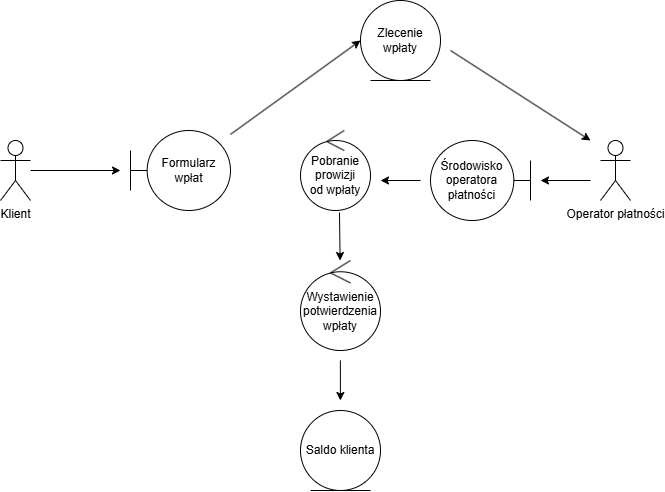 Zlecenie
wpłaty
Klient
Formularz
wpłat
Pobranie
prowizji
od wpłaty
Środowisko
operatora
płatności
Operator płatności
Wystawienie
potwierdzenia
wpłaty
Saldo klienta